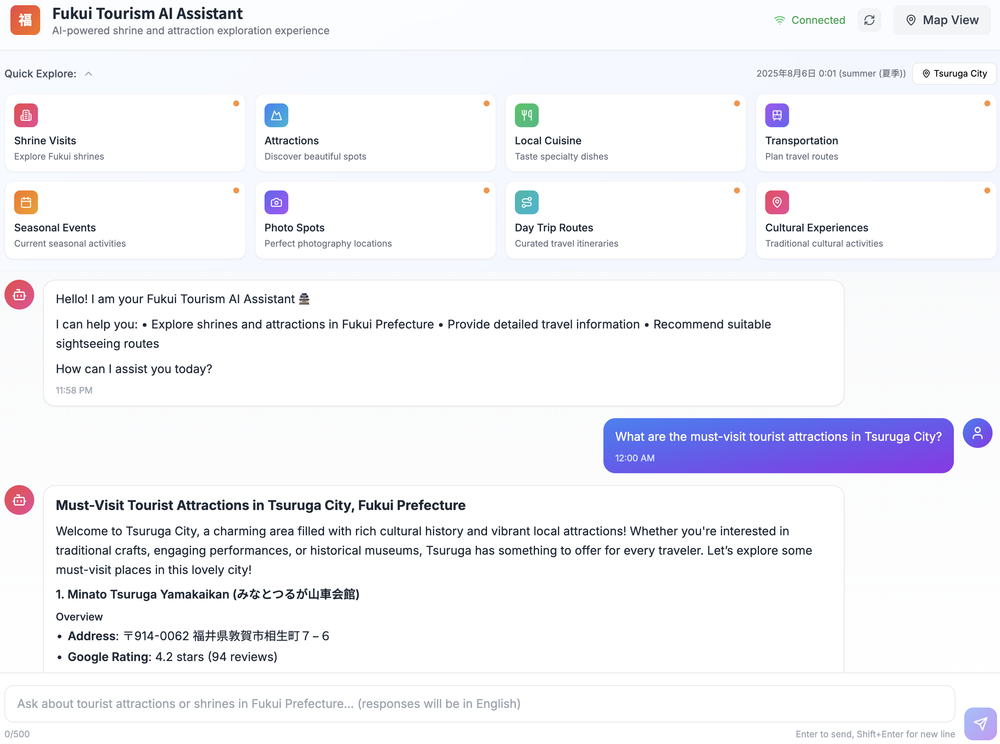 福
Fukui Tourism AI Assistant
AI-powered shrine and attraction exploration experience
Connected
Map View
Quick Explore:
2025年8月6日 0:01 (summer (夏季))
Tsuruga City
Shrine Visits
Explore Fukui shrines
Attractions
Discover beautiful spots
Local Cuisine
Taste specialty dishes
Transportation
Plan travel routes
Seasonal Events
Current seasonal activities
Photo Spots
Perfect photography locations
Day Trip Routes
Curated travel itineraries
Cultural Experiences
Traditional cultural activities
Hello! I am your Fukui Tourism AI Assistant 🏯
I can help you: • Explore shrines and attractions in Fukui Prefecture • Provide detailed travel information • Recommend suitable
sightseeing routes
How can I assist you today?
11:58 PM
What are the must-visit tourist attractions in Tsuruga City?
12:00 AM
Must-Visit Tourist Attractions in Tsuruga City, Fukui Prefecture
Welcome to Tsuruga City, a charming area filled with rich cultural history and vibrant local attractions! Whether you're interested in
traditional crafts, engaging performances, or historical museums, Tsuruga has something to offer for every traveler. Let’s explore some
must-visit places in this lovely city!
1. Minato Tsuruga Yamakaikan (みなとつるが山車会館)
Overview
• Address: 〒914-0062 福井県敦賀市相生町７−６
• Google Rating: 4.2 stars (94 reviews)
Ask about tourist attractions or shrines in Fukui Prefecture... (responses will be in English)
0/500
Enter to send, Shift+Enter for new line